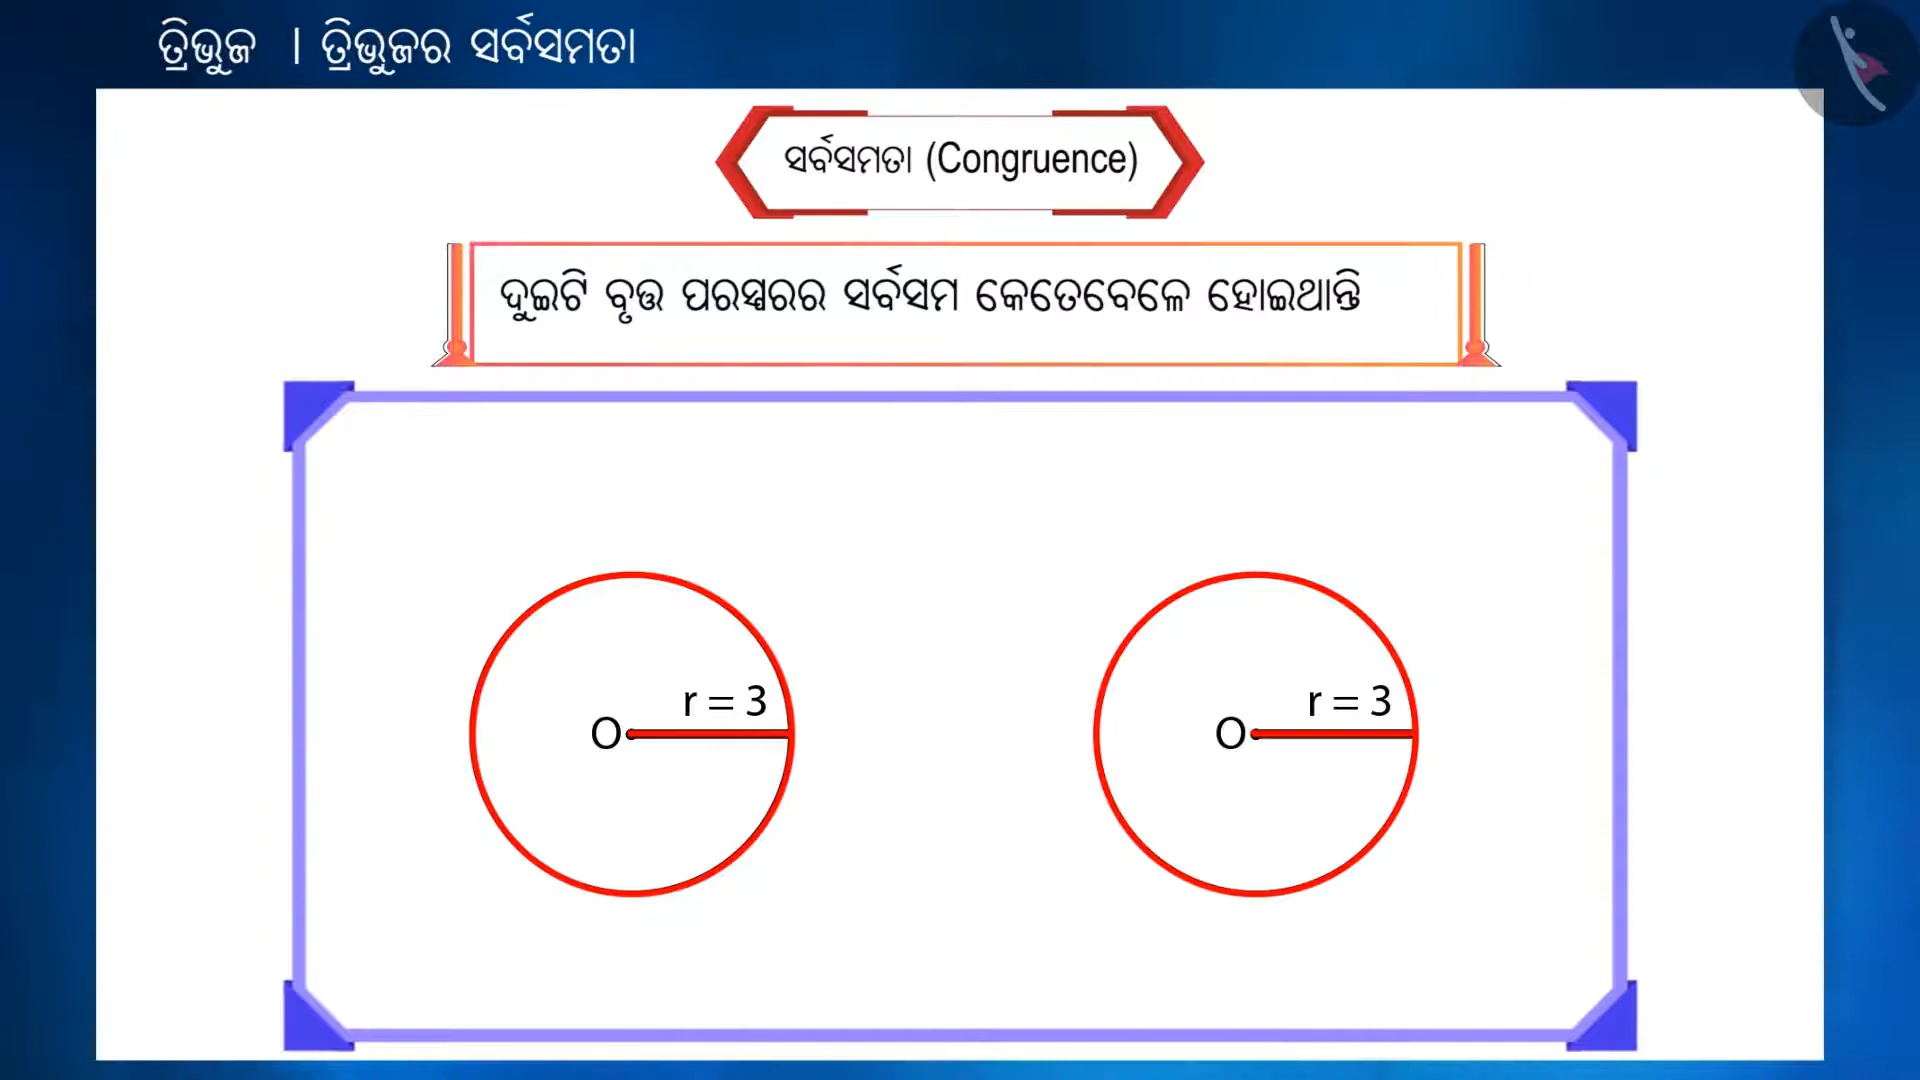 ତ୍ରିଭୁଜ । ତ୍ରିଭୁଜର ସର୍ବସମତା
ସର୍ବସମତା (Congruence)
ଦୁଇଟି ବୃତ୍ତ ପରସ୍ପରର ସର୍ବସମ କେତେବେଳେ ହୋଇଥାନ୍ତି
r = 3
O
r = 3
O